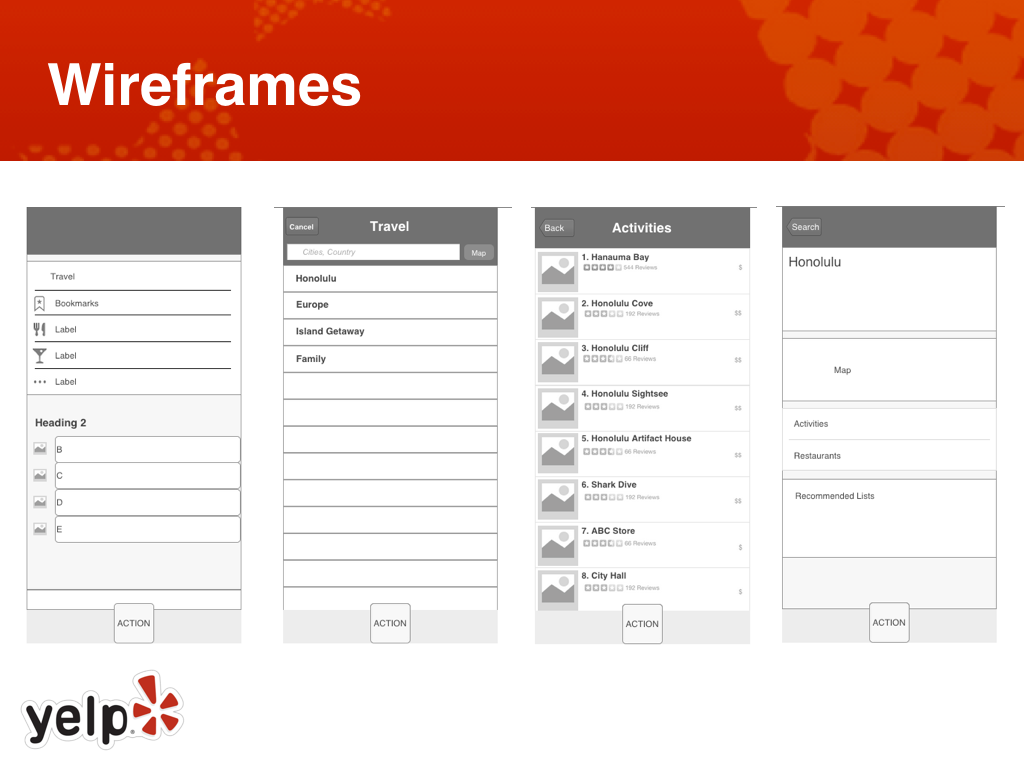 Wireframes
Travel
Bookmarks
Label
Label
Label
Heading 2
B
C
D
E
ACTION
Cancel
Travel
Cities, Country
Map
Honolulu
Europe
Island Getaway
Family
ACTION
Back
Activities
1. Hanauma Bay
544 Reviews
$
2. Honolulu Cove
192 Reviews
$$
3. Honolulu Cliff
66 Reviews
$$
4. Honolulu Sightsee
192 Reviews
$$
5. Honolulu Artifact House
66 Reviews
$$
6. Shark Dive
192 Reviews
$$
7. ABC Store
66 Reviews
$
8. City Hall
192 Reviews
$
ACTION
Search
Honolulu
Map
Activities
Restaurants
Recommended Lists
ACTION
yelp